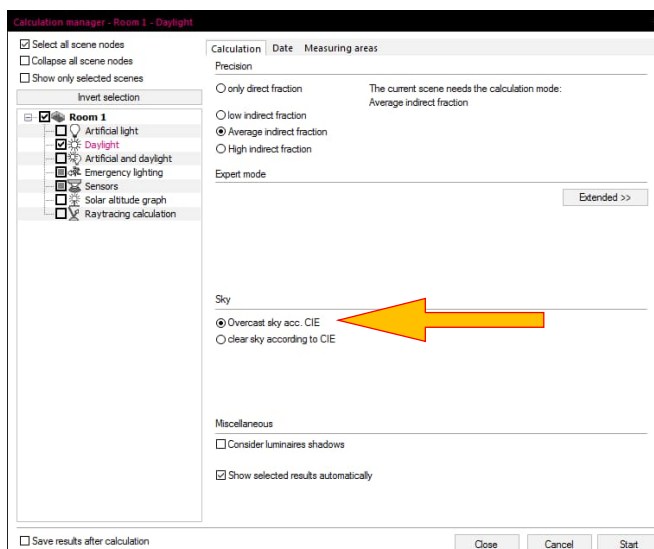 Calculation manager - Room 1 - Daylight
Select all scene nodes
Collapse all scene nodes
Show only selected scenes
Invert selection
Room 1
Artificial light
Daylight
Artificial and daylight
Emergency lighting
Sensors
Solar altitude graph
Raytracing calculation
Save results after calculation
Calculation Date Measuring areas
Precision
only direct fraction
The current scene needs the calculation mode:
Average indirect fraction
low indirect fraction
Average indirect fraction
High indirect fraction
Expert mode
Extended >>
Sky
Overcast sky acc. CIE
clear sky according to CIE
Miscellaneous
Consider luminaires shadows
Show selected results automatically
Close Cancel Start